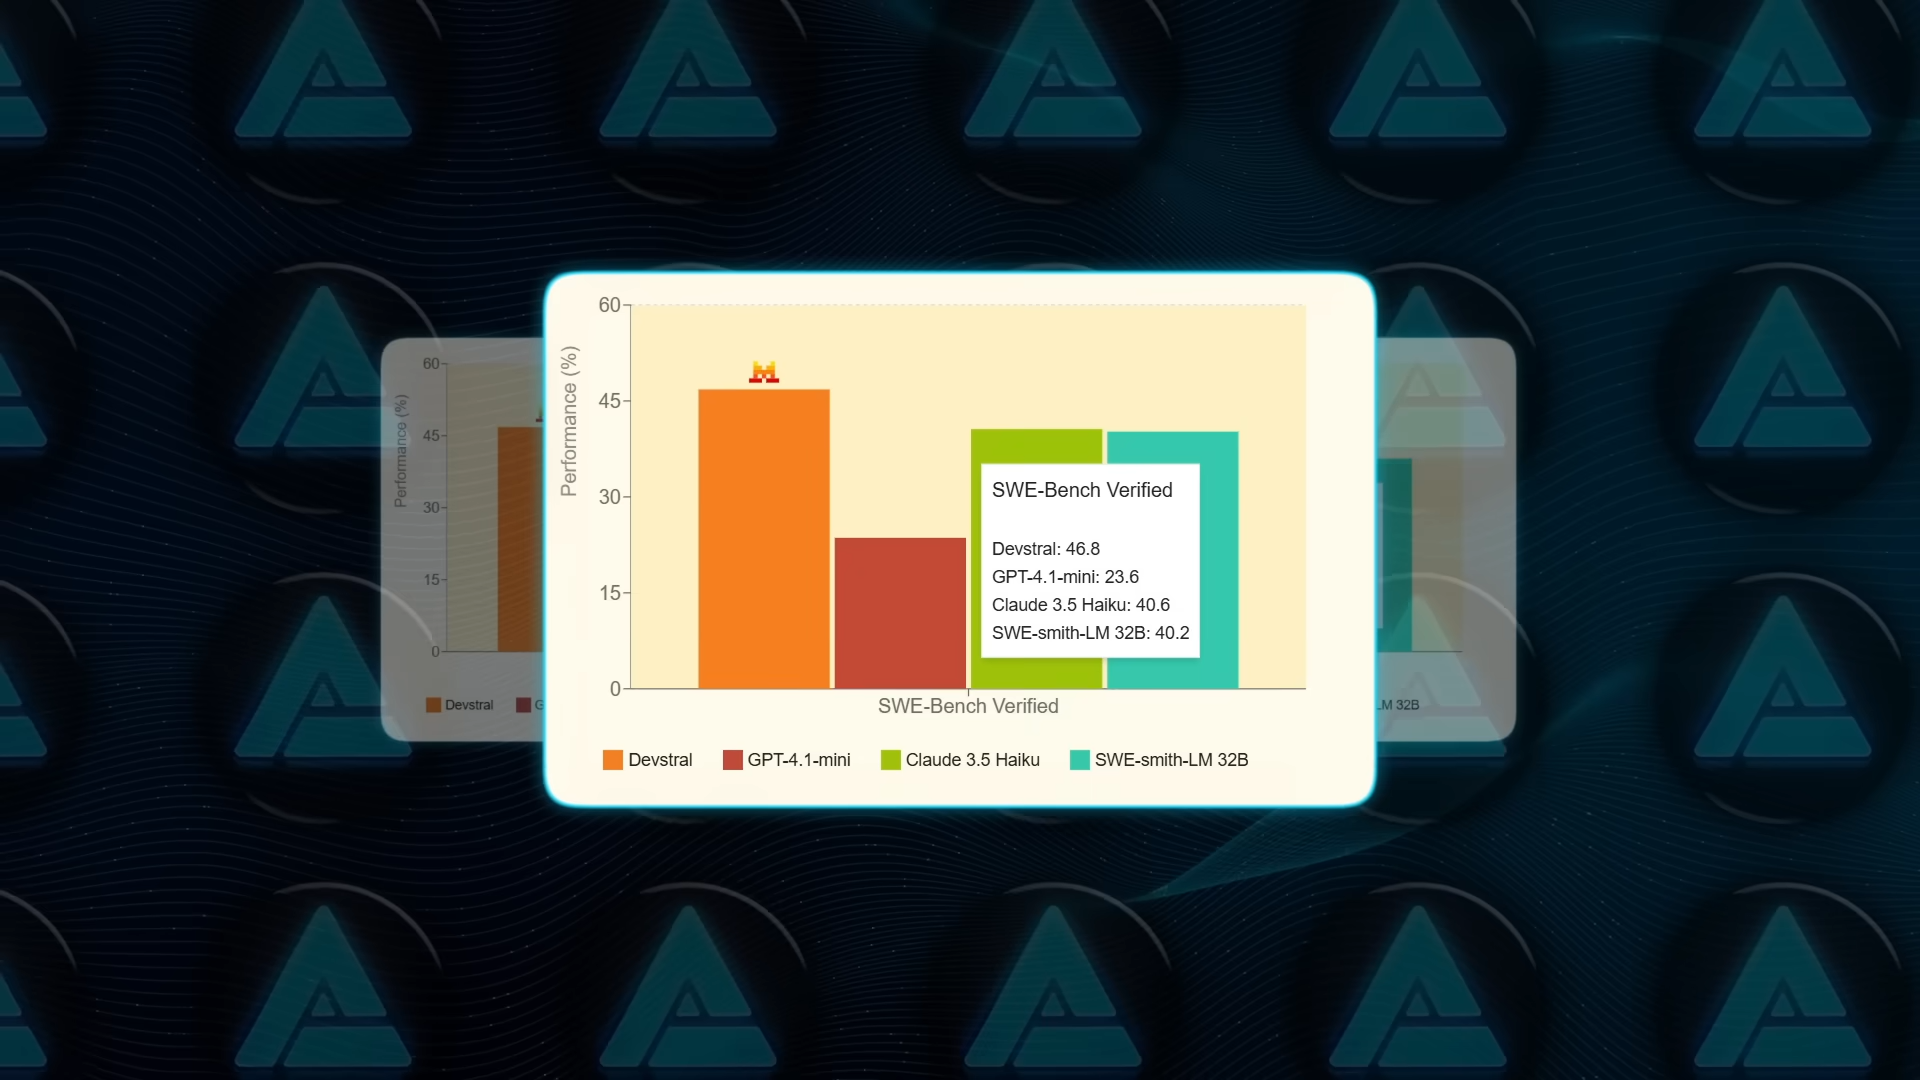 60
45
30
15
0
Performance (%)
SWE-Bench Verified
Devstral: 46.8
GPT-4.1-mini: 23.6
Claude 3.5 Haiku: 40.6
SWE-smith-LM 32B: 40.2
SWE-Bench Verified
Devstral
GPT-4.1-mini
Claude 3.5 Haiku
SWE-smith-LM 32B
60
45
30
15
0
Performance (%)
Devstral
G
LM 32B